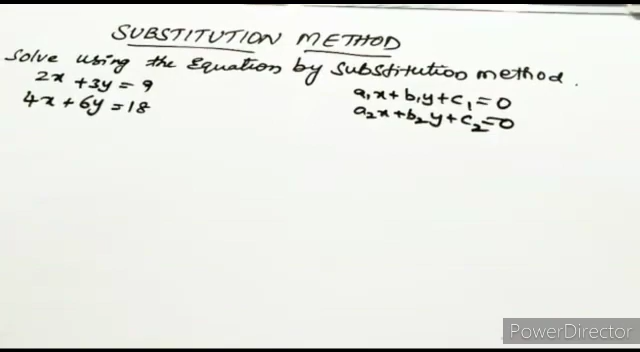 SUBSTITUTION METHOD
Solve using the Equation by Substitution method.
2x + 3y = 9
4x + 6y = 18
a₁x + b₁y + c₁ = 0
a₂x + b₂y + c₂ = 0
PowerDirector